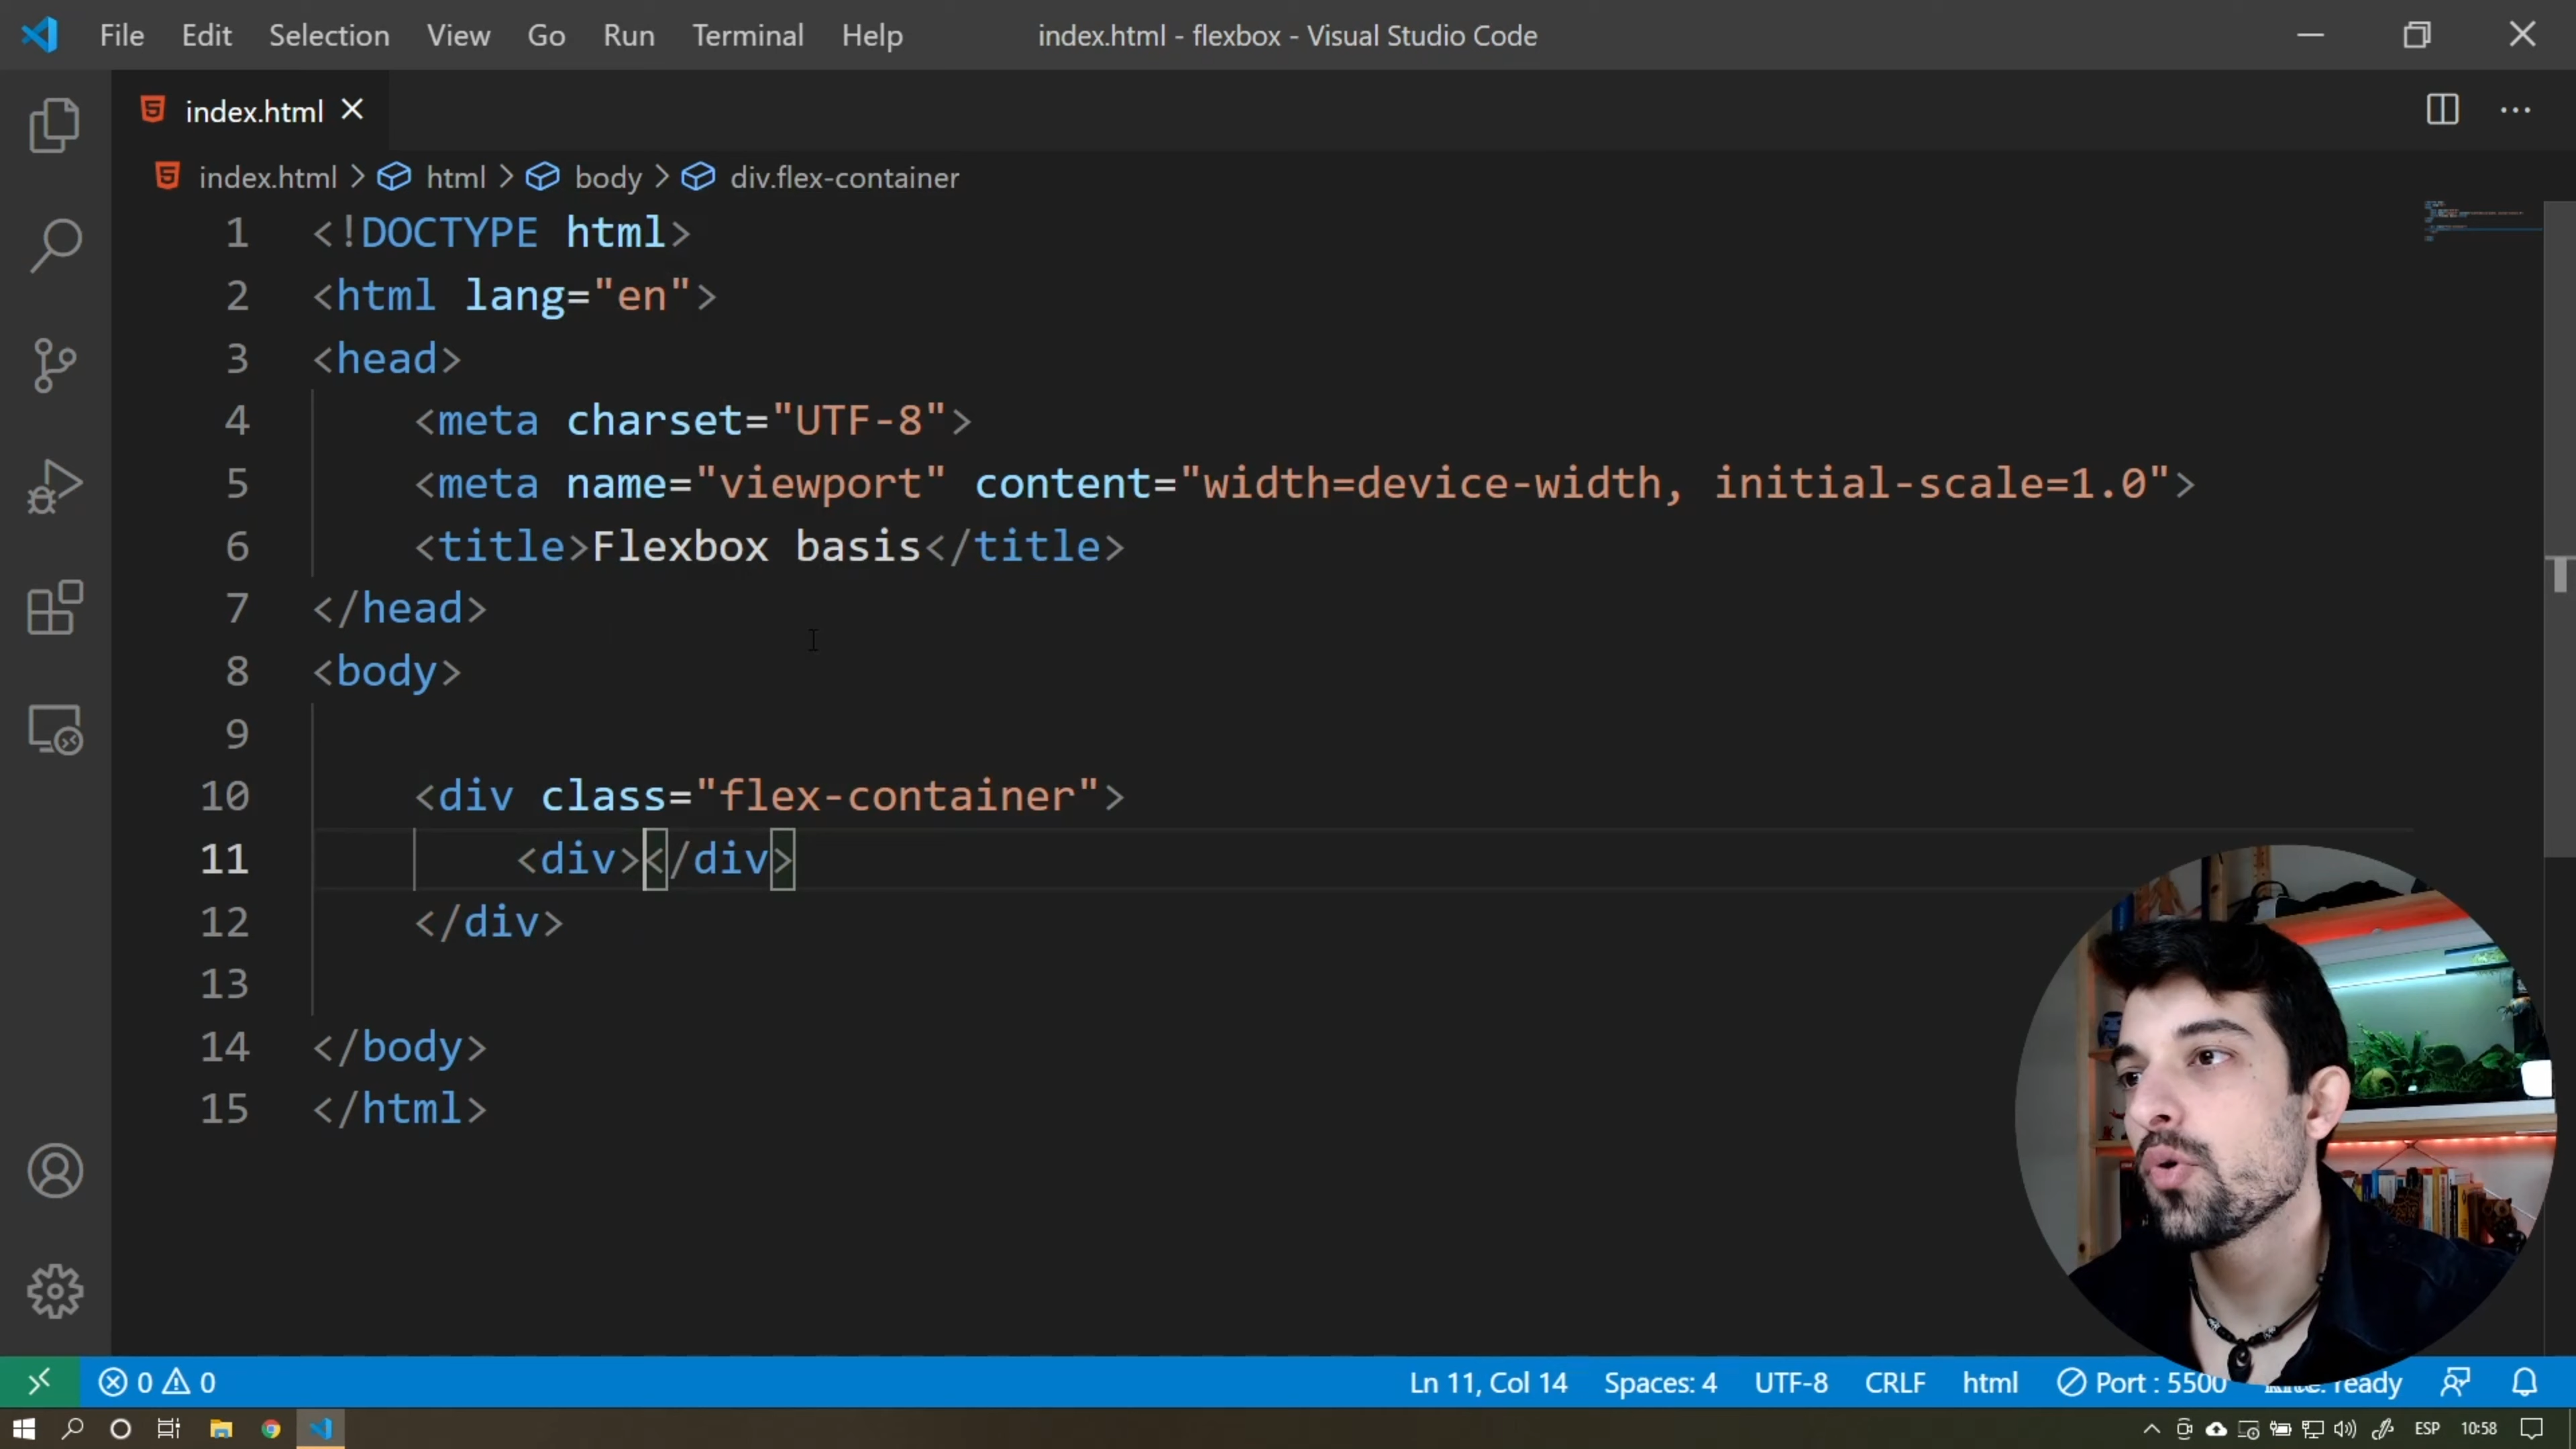 File Edit Selection View Go Run Terminal Help index.html - flexbox - Visual Studio Code
index.html
index.html > html > body > div.flex-container
1 <!DOCTYPE html>
2 <html lang="en">
3 <head>
4 <meta charset="UTF-8">
5 <meta name="viewport" content="width=device-width, initial-scale=1.0">
6 <title>Flexbox basis</title>
7 </head>
8 <body>
9
10 <div class="flex-container">
11 <div></div>
12 </div>
13
14 </body>
15 </html>
0 0 Ln 11, Col 14 Spaces: 4 UTF-8 CRLF html Port : 5500 ready
ESP 10:58